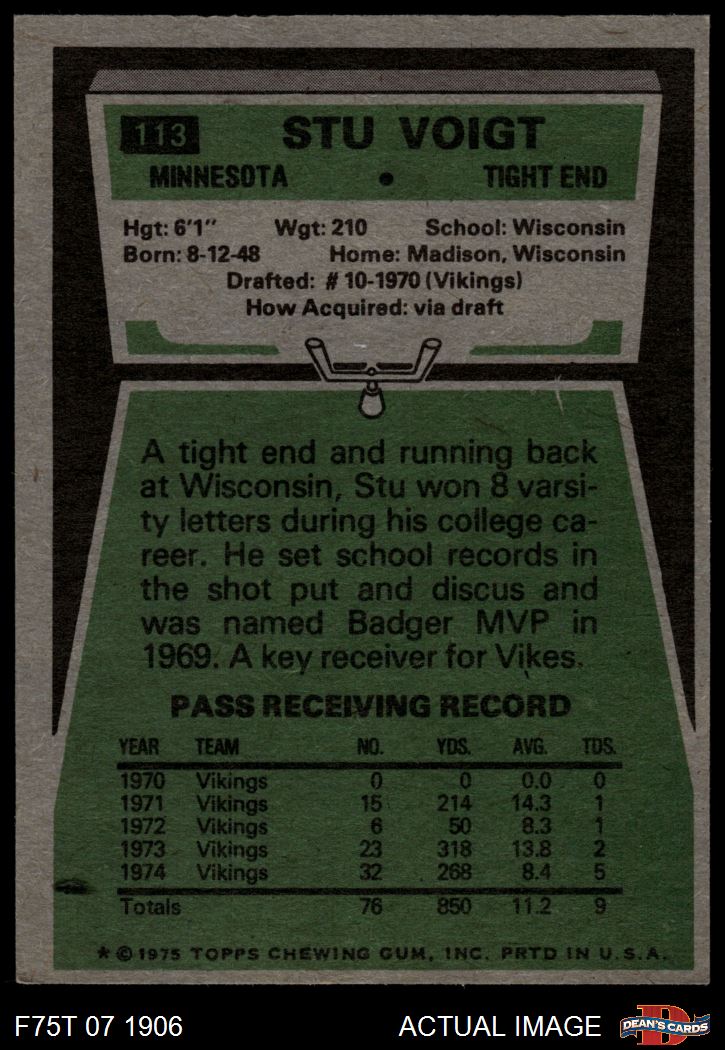 113 STU VOIGT
MINNESOTA • TIGHT END
Hgt: 6'1" Wgt: 210 School: Wisconsin
Born: 8-12-48 Home: Madison, Wisconsin
Drafted: # 10-1970 (Vikings)
How Acquired: via draft
A tight end and running back
at Wisconsin, Stu won 8 varsi-
ty letters during his college ca-
reer. He set school records in
the shot put and discus and
was named Badger MVP in
1969. A key receiver for Vikes.
PASS RECEIVING RECORD
YEAR TEAM NO. YDS. AVG. TDS.
1970 Vikings 0 0 0.0 0
1971 Vikings 15 214 14.3 1
1972 Vikings 6 50 8.3 1
1973 Vikings 23 318 13.8 2
1974 Vikings 32 268 8.4 5
Totals 76 850 11.2 9
* © 1975 TOPPS CHEWING GUM, INC. PRTD IN U.S.A.
F75T 07 1906 ACTUAL IMAGE D DEAN'S CARDS